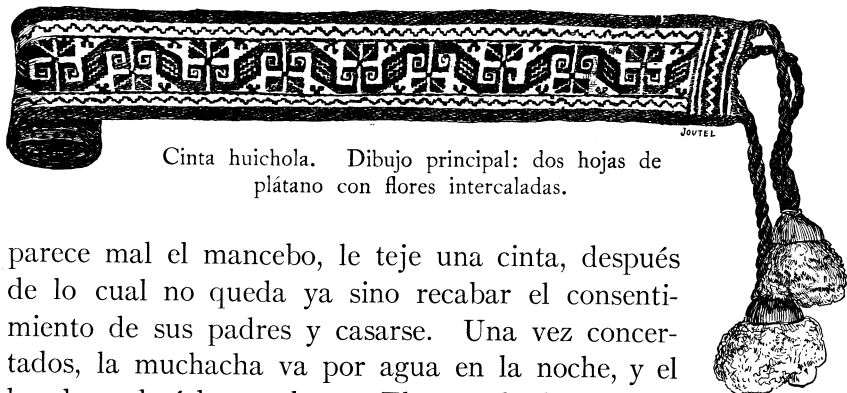 JOUTEL
Cinta huichola. Dibujo principal: dos hojas de
plátano con flores intercaladas.
parece mal el mancebo, le teje una cinta, después
de lo cual no queda ya sino recabar el consenti-
miento de sus padres y casarse. Una vez concer-
tados, la muchacha va por agua en la noche, y el